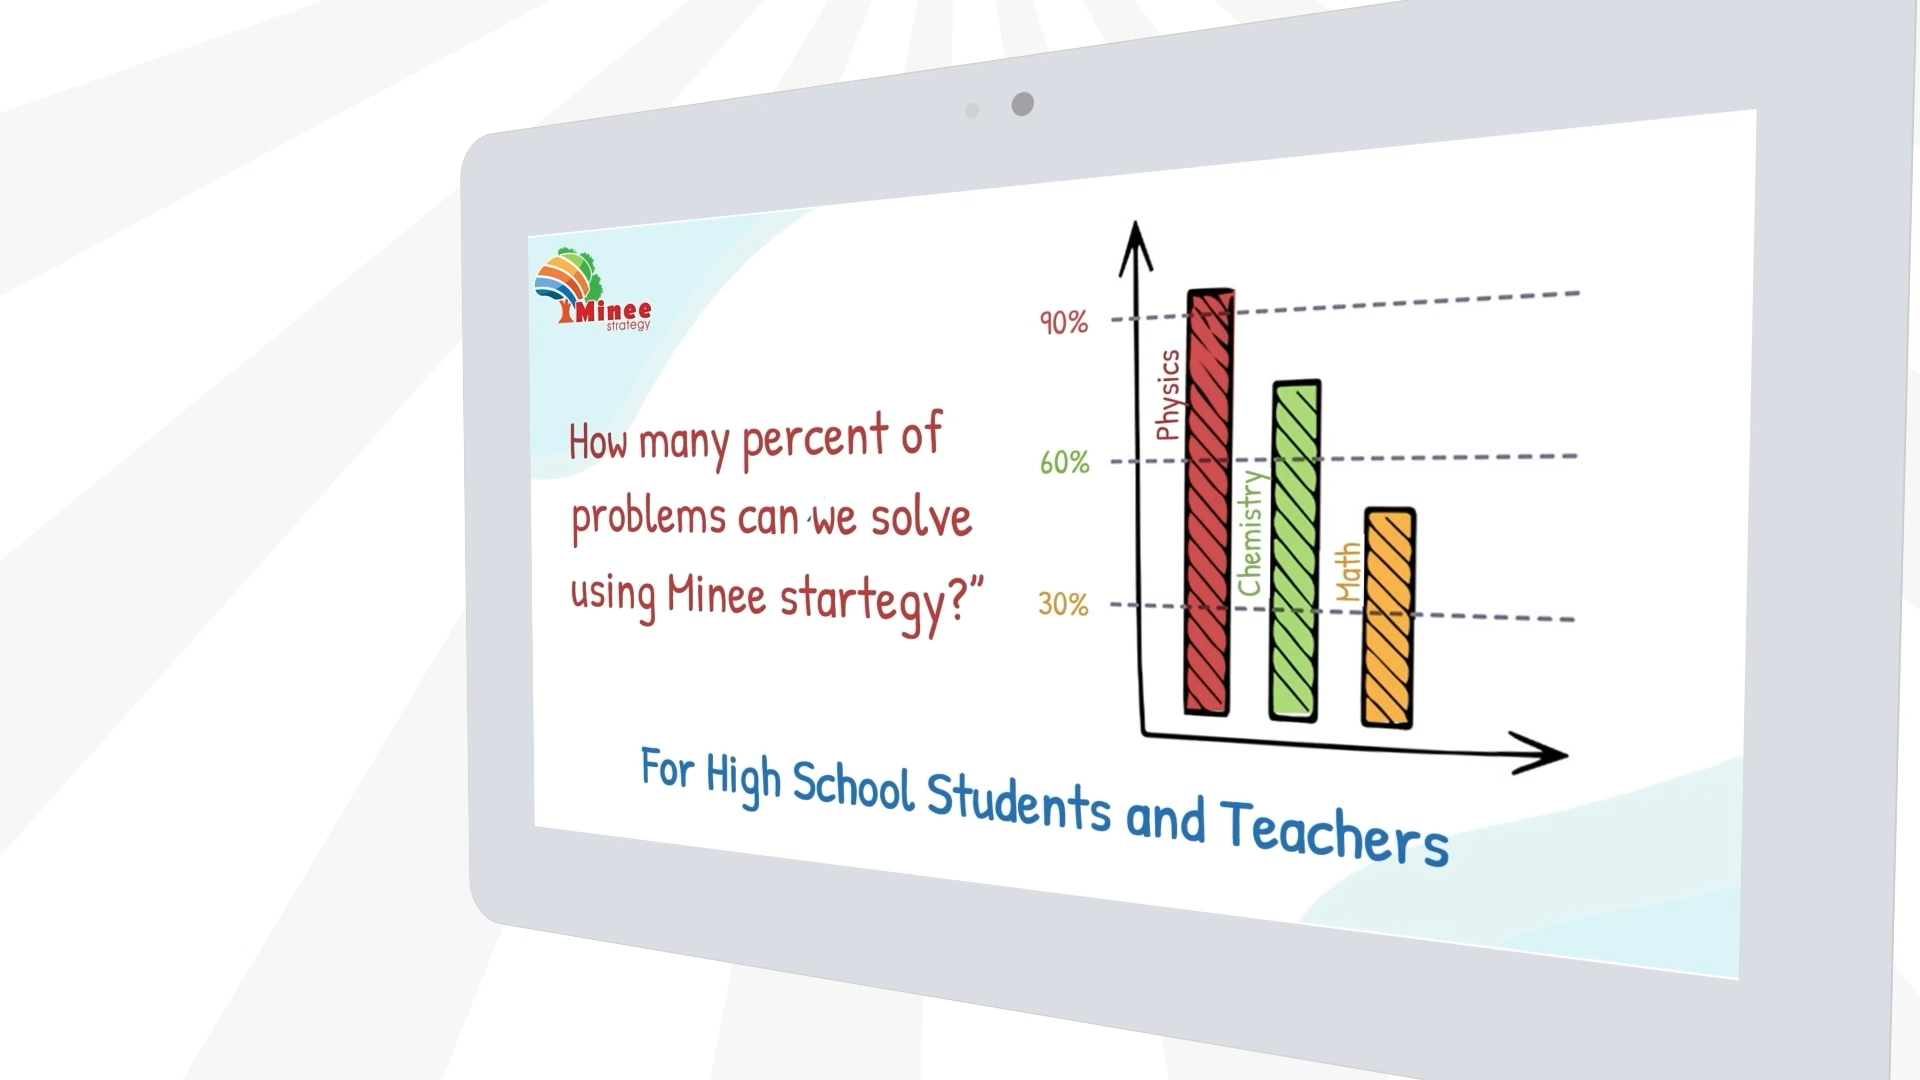 Minee
strategy
How many percent of
problems can we solve
using Minee startegy?”
90%
60%
30%
Physics
Chemistry
Math
For High School Students and Teachers